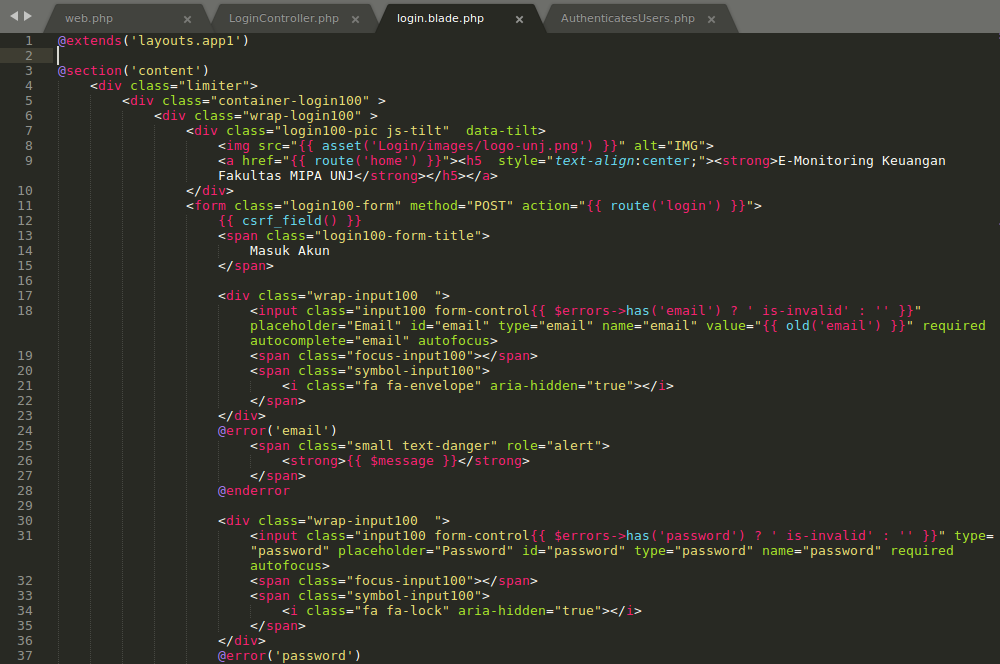 web.php × LoginController.php × login.blade.php × AuthenticatesUsers.php ×
1 @extends('layouts.app1')
2
3 @section('content')
4 <div class="limiter">
5 <div class="container-login100" >
6 <div class="wrap-login100" >
7 <div class="login100-pic js-tilt"  data-tilt>
8 <img src="{{ asset('Login/images/logo-unj.png') }}" alt="IMG">
9 <a href="{{ route('home') }}"><h5  style="text-align:center;"><strong>E-Monitoring Keuangan
Fakultas MIPA UNJ</strong></h5></a>
10 </div>
11 <form class="login100-form" method="POST" action="{{ route('login') }}">
12 {{ csrf_field() }}
13 <span class="login100-form-title">
14 Masuk Akun
15 </span>
16
17 <div class="wrap-input100  ">
18 <input class="input100 form-control{{ $errors->has('email') ? ' is-invalid' : '' }}"
placeholder="Email" id="email" type="email" name="email" value="{{ old('email') }}" required
autocomplete="email" autofocus>
19 <span class="focus-input100"></span>
20 <span class="symbol-input100">
21 <i class="fa fa-envelope" aria-hidden="true"></i>
22 </span>
23 </div>
24 @error('email')
25 <span class="small text-danger" role="alert">
26 <strong>{{ $message }}</strong>
27 </span>
28 @enderror
29
30 <div class="wrap-input100  ">
31 <input class="input100 form-control{{ $errors->has('password') ? ' is-invalid' : '' }}" type=
"password" placeholder="Password" id="password" type="password" name="password" required
autofocus>
32 <span class="focus-input100"></span>
33 <span class="symbol-input100">
34 <i class="fa fa-lock" aria-hidden="true"></i>
35 </span>
36 </div>
37 @error('password')